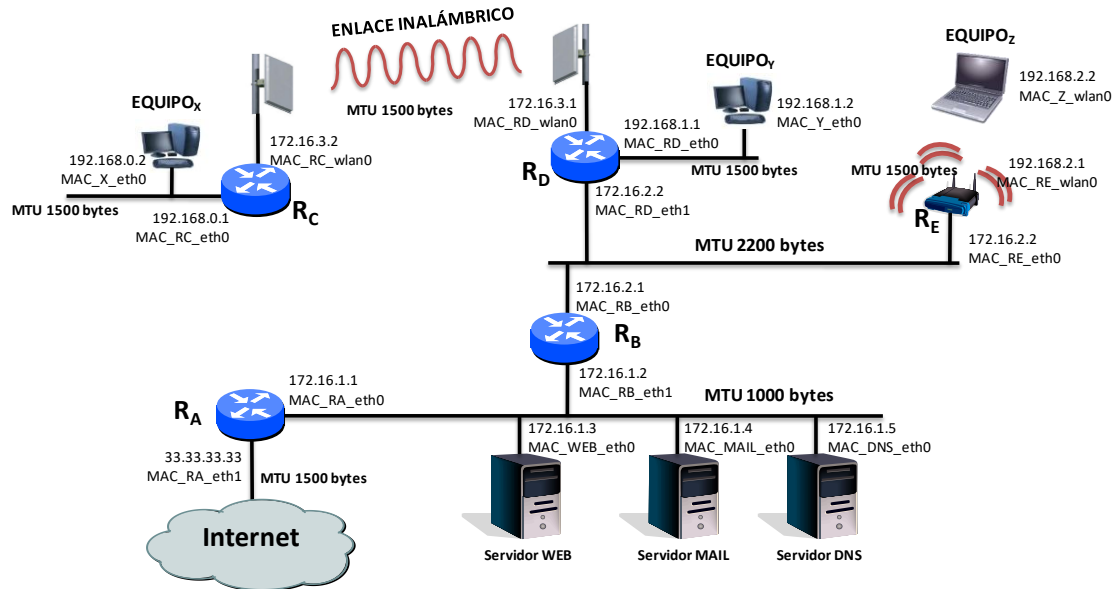 ENLACE INALÁMBRICO
MTU 1500 bytes
EQUIPOX
192.168.0.2
MAC_X_eth0
MTU 1500 bytes
192.168.0.1
MAC_RC_eth0
RC
172.16.3.2
MAC_RC_wlan0
172.16.3.1
MAC_RD_wlan0
EQUIPOY
192.168.1.2
MAC_Y_eth0
192.168.1.1
MAC_RD_eth0
MTU 1500 bytes
RD
172.16.2.2
MAC_RD_eth1
EQUIPOZ
192.168.2.2
MAC_Z_wlan0
MTU 1500 bytes
192.168.2.1
MAC_RE_wlan0
RE
172.16.2.2
MAC_RE_eth0
MTU 2200 bytes
172.16.2.1
MAC_RB_eth0
RB
172.16.1.2
MAC_RB_eth1
MTU 1000 bytes
172.16.1.1
MAC_RA_eth0
RA
33.33.33.33
MAC_RA_eth1
MTU 1500 bytes
Internet
172.16.1.3
MAC_WEB_eth0
Servidor WEB
172.16.1.4
MAC_MAIL_eth0
Servidor MAIL
172.16.1.5
MAC_DNS_eth0
Servidor DNS